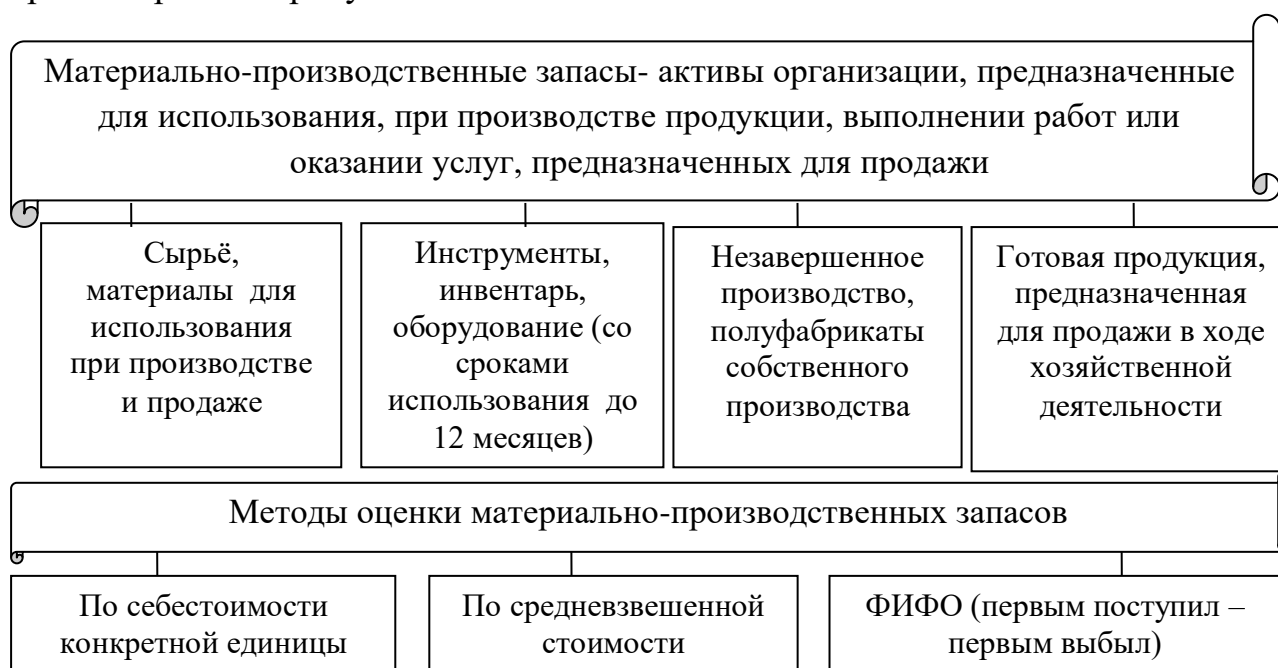 Материально-производственные запасы- активы организации, предназначенные
для использования, при производстве продукции, выполнении работ или
оказании услуг, предназначенных для продажи
Сырьё,
материалы для
использования
при производстве
и продаже
Инструменты,
инвентарь,
оборудование (со
сроками
использования до
12 месяцев)
Незавершенное
производство,
полуфабрикаты
собственного
производства
Готовая продукция,
предназначенная
для продажи в ходе
хозяйственной
деятельности
Методы оценки материально-производственных запасов
По себестоимости
конкретной единицы
По средневзвешенной
стоимости
ФИФО (первым поступил –
первым выбыл)